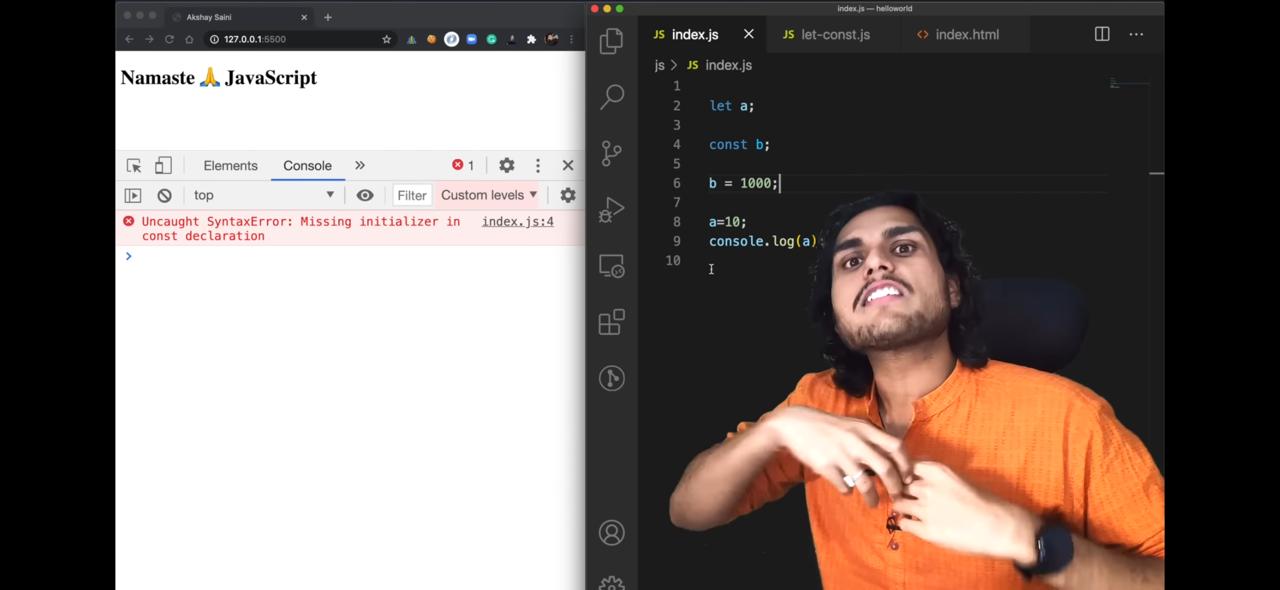 Akshay Saini
127.0.0.1:5500
Namaste 🙏 JavaScript
Elements Console » 1
top Filter Custom levels
Uncaught SyntaxError: Missing initializer in const declaration index.js:4
index.js — helloworld
JS index.js JS let-const.js <> index.html
js > JS index.js
1
2 let a;
3
4 const b;
5
6 b = 1000;
7
8 a=10;
9 console.log(a)
10